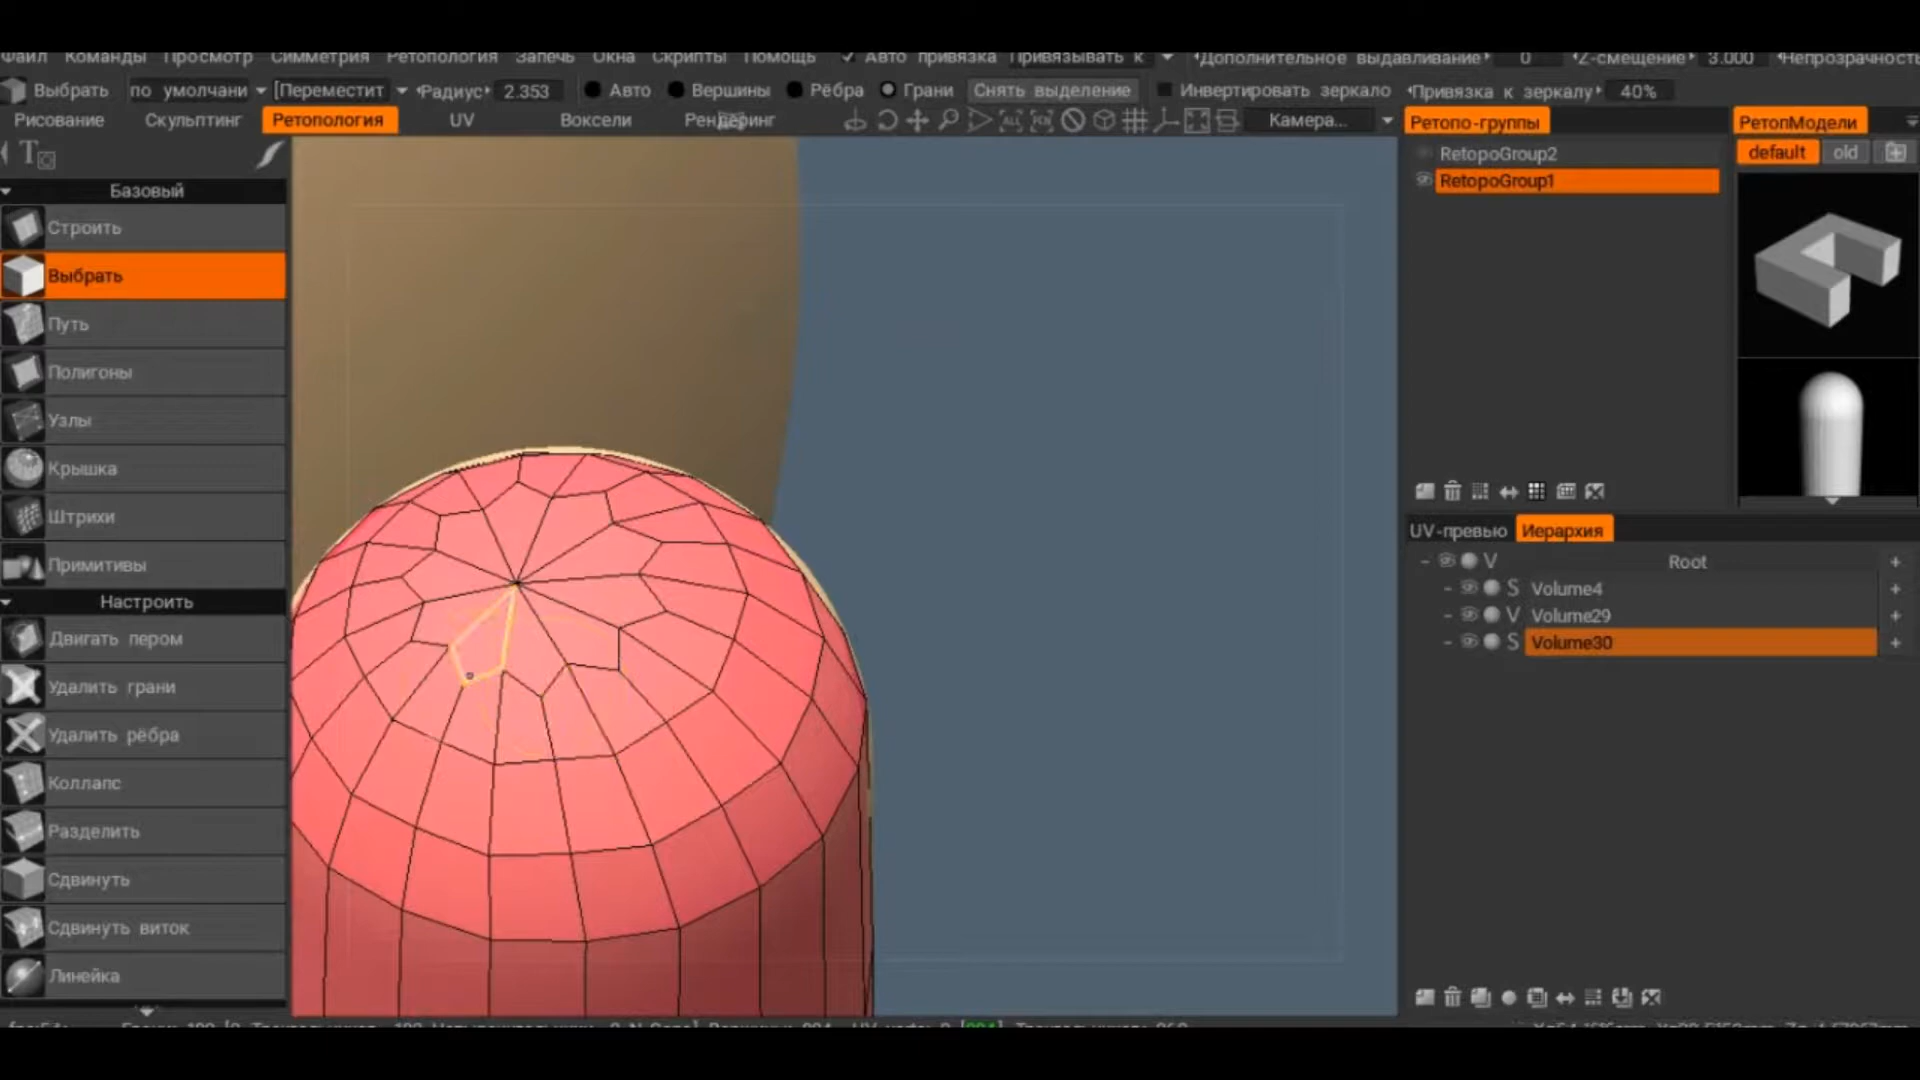 Файл Команды Просмотр Симметрия Ретопология Запечь Окна Скрипты Помощь Авто привязка Привязывать к Дополнительное выдавливание 0 Z-смещение 3.000 Непрозрачность
Выбрать по умолчани [Переместит Радиус 2.353 Авто Вершины Рёбра Грани Снять выделение Инвертировать зеркало Привязка к зеркалу 40%
Рисование Скульптинг Ретопология UV Воксели Рендеринг Камера...
Ретопо-группы
РетопМодели
RetopoGroup2
RetopoGroup1
default old
Базовый
Строить
Выбрать
Путь
Полигоны
Узлы
Крышка
Штрихи
Примитивы
Настроить
Двигать пером
Удалить грани
Удалить рёбра
Коллапс
Разделить
Сдвинуть
Сдвинуть виток
Линейка
UV-превью Иерархия
V Root +
S Volume4 +
V Volume29 +
S Volume30 +